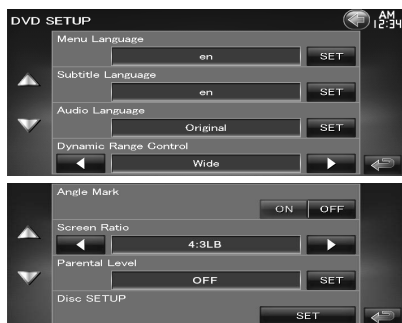 DVD SETUP
AM
12:34
Menu Language
en SET
Subtitle Language
en SET
Audio Language
Original SET
Dynamic Range Control
Wide
Angle Mark
ON OFF
Screen Ratio
4:3LB
Parental Level
OFF SET
Disc SETUP
SET